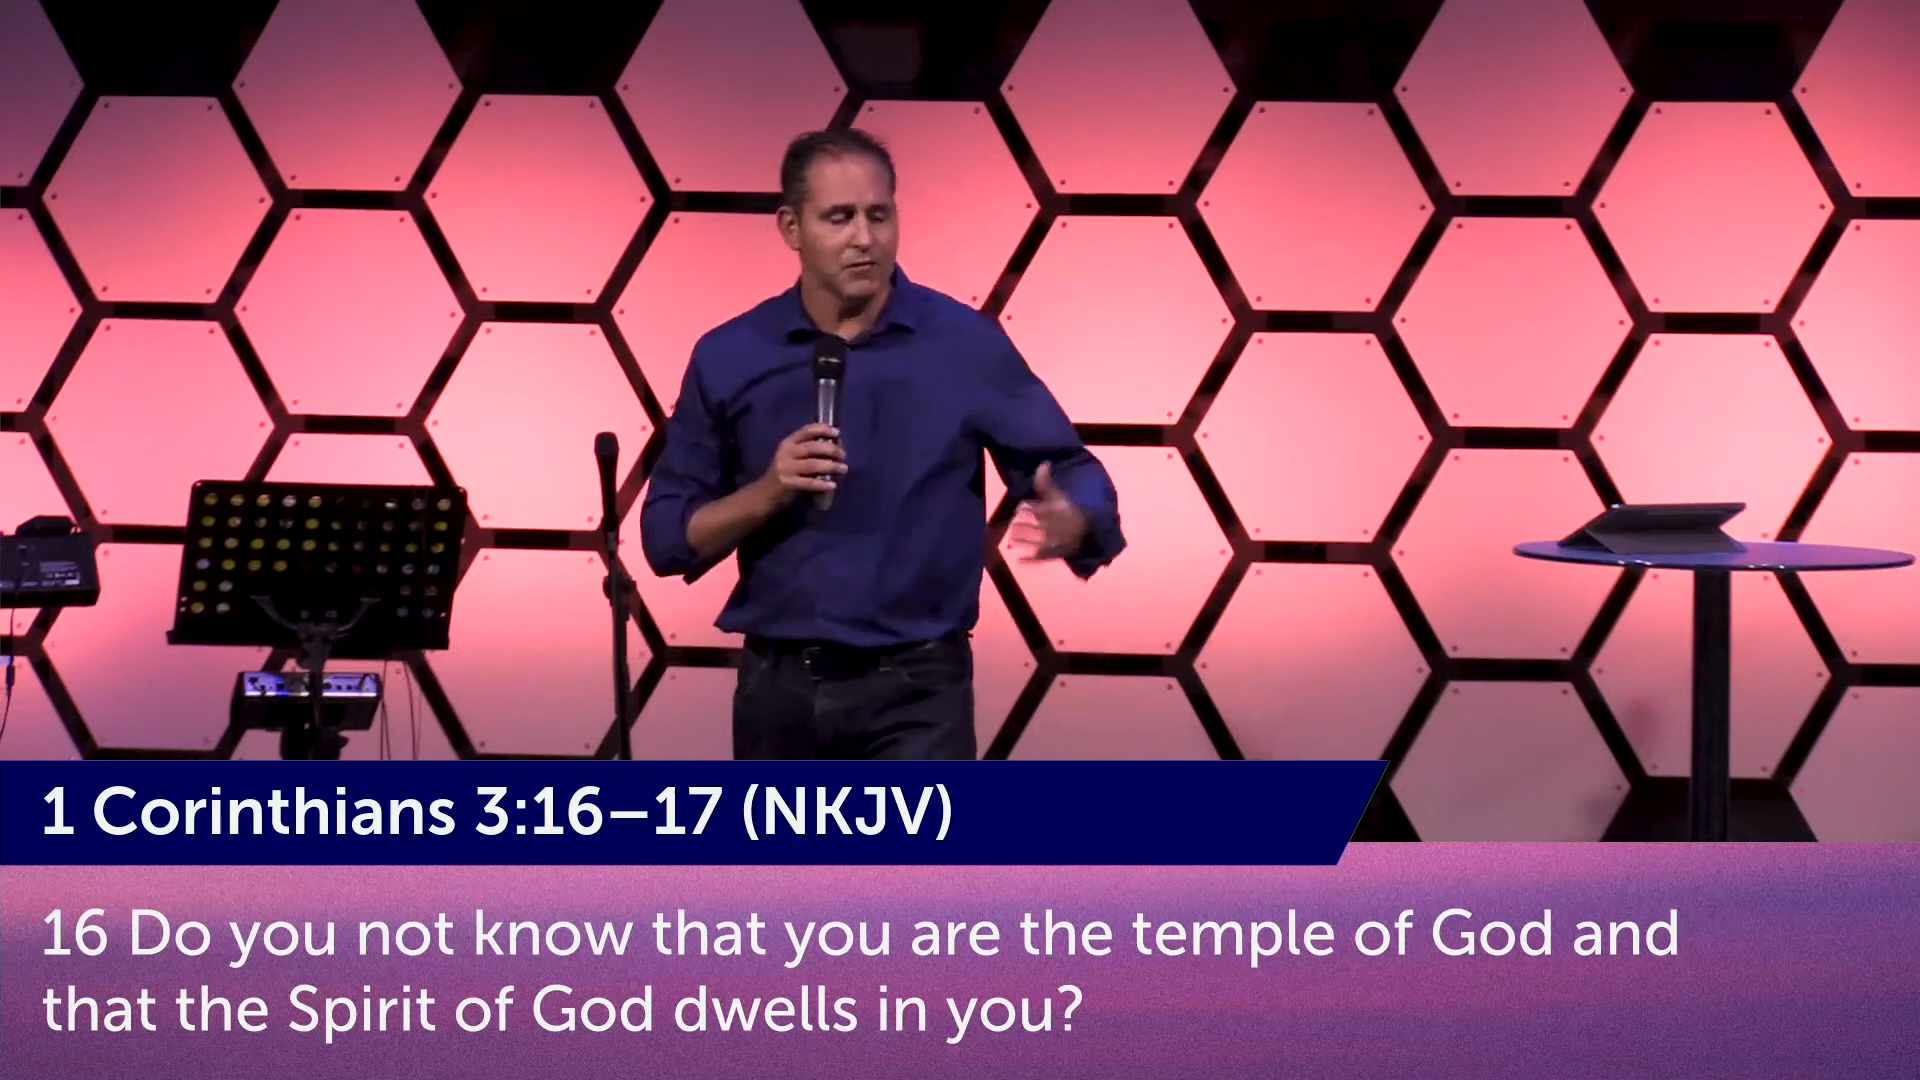 1 Corinthians 3:16–17 (NKJV)
16 Do you not know that you are the temple of God and
that the Spirit of God dwells in you?